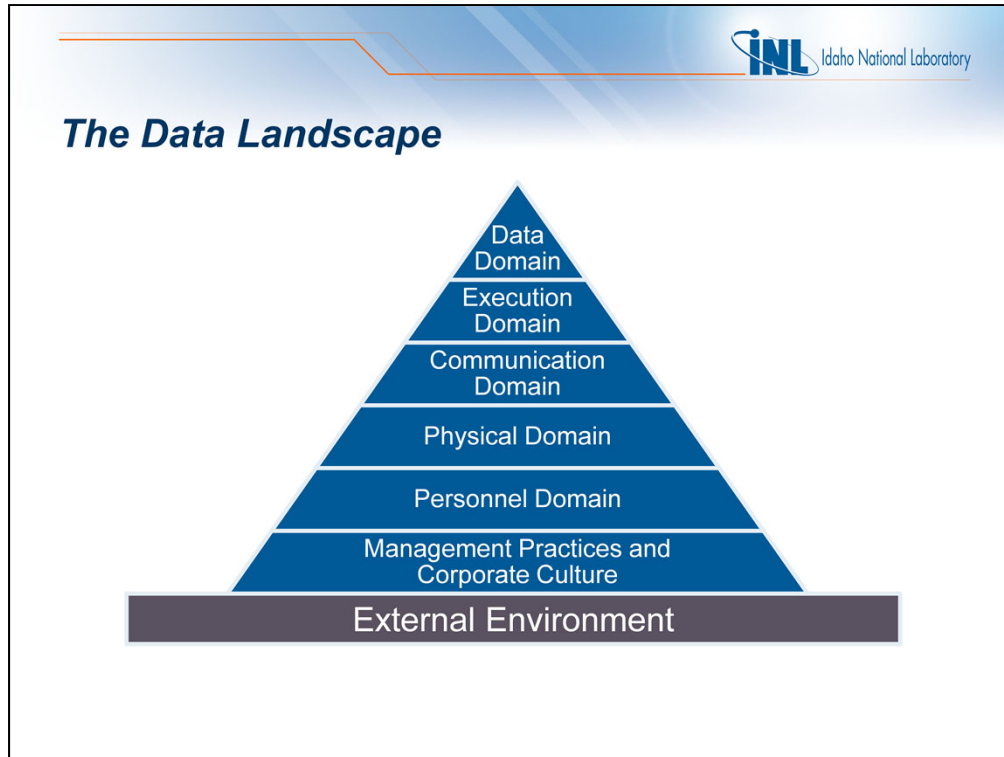 INL Idaho National Laboratory
The Data Landscape
Data
Domain
Execution
Domain
Communication
Domain
Physical Domain
Personnel Domain
Management Practices and
Corporate Culture
External Environment